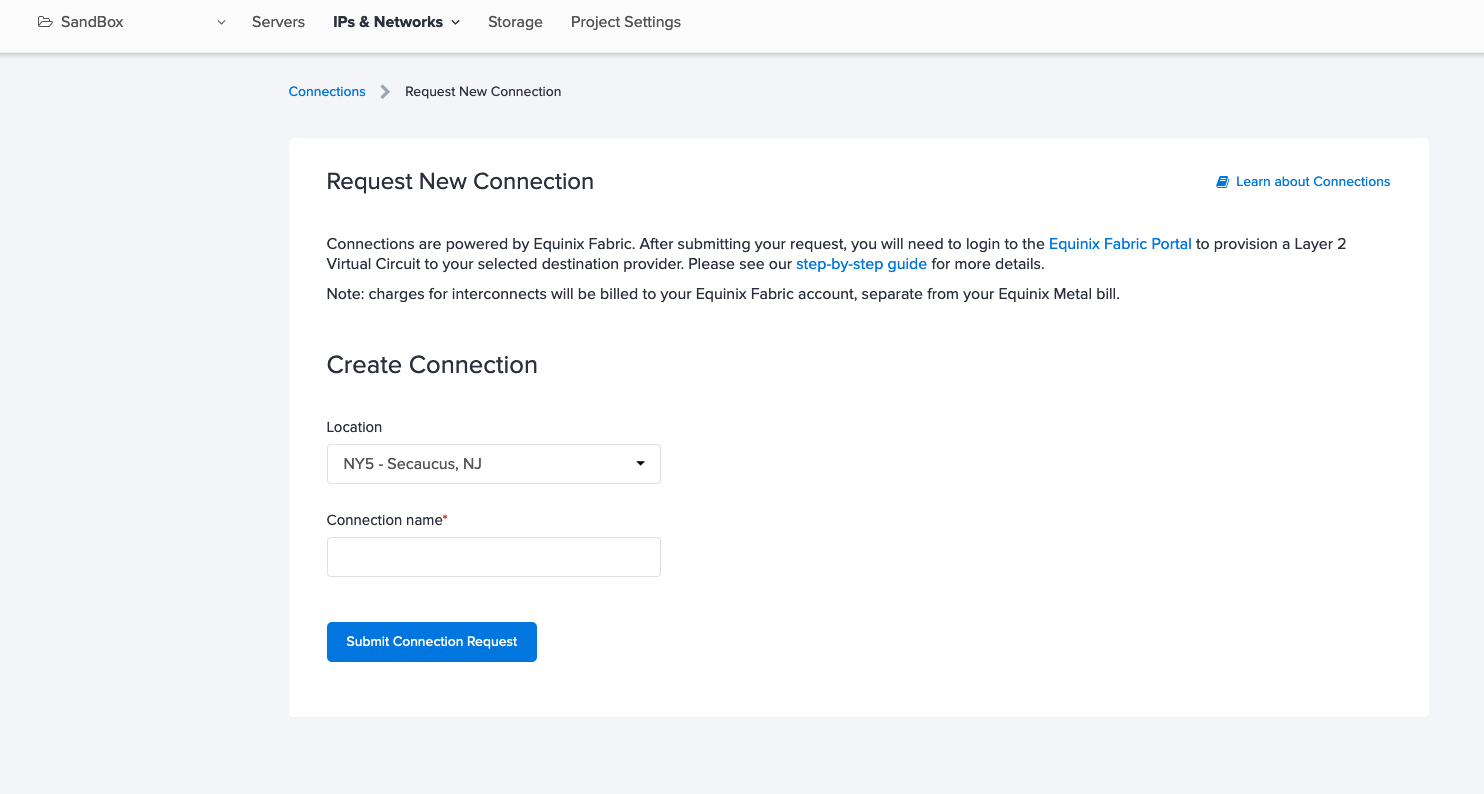 SandBox Servers IPs & Networks Storage Project Settings
Connections Request New Connection
Request New Connection Learn about Connections
Connections are powered by Equinix Fabric. After submitting your request, you will need to login to the Equinix Fabric Portal to provision a Layer 2
Virtual Circuit to your selected destination provider. Please see our step-by-step guide for more details.
Note: charges for interconnects will be billed to your Equinix Fabric account, separate from your Equinix Metal bill.
Create Connection
Location
NY5 - Secaucus, NJ
Connection name*
Submit Connection Request